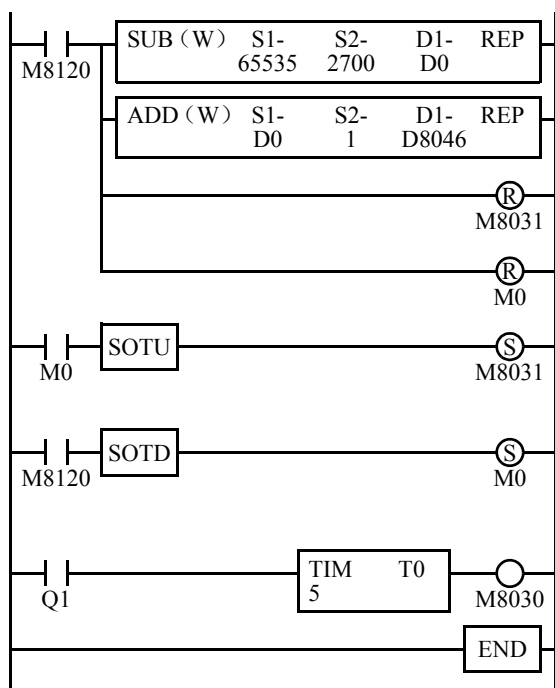 SUB（W） S1- S2- D1- REP
65535 2700 D0
M8120
ADD（W） S1- S2- D1- REP
D0 1 D8046
R
M8031
R
M0
SOTU S
M0 M8031
SOTD S
M8120 M0
TIM T0
5
Q1 M8030
END